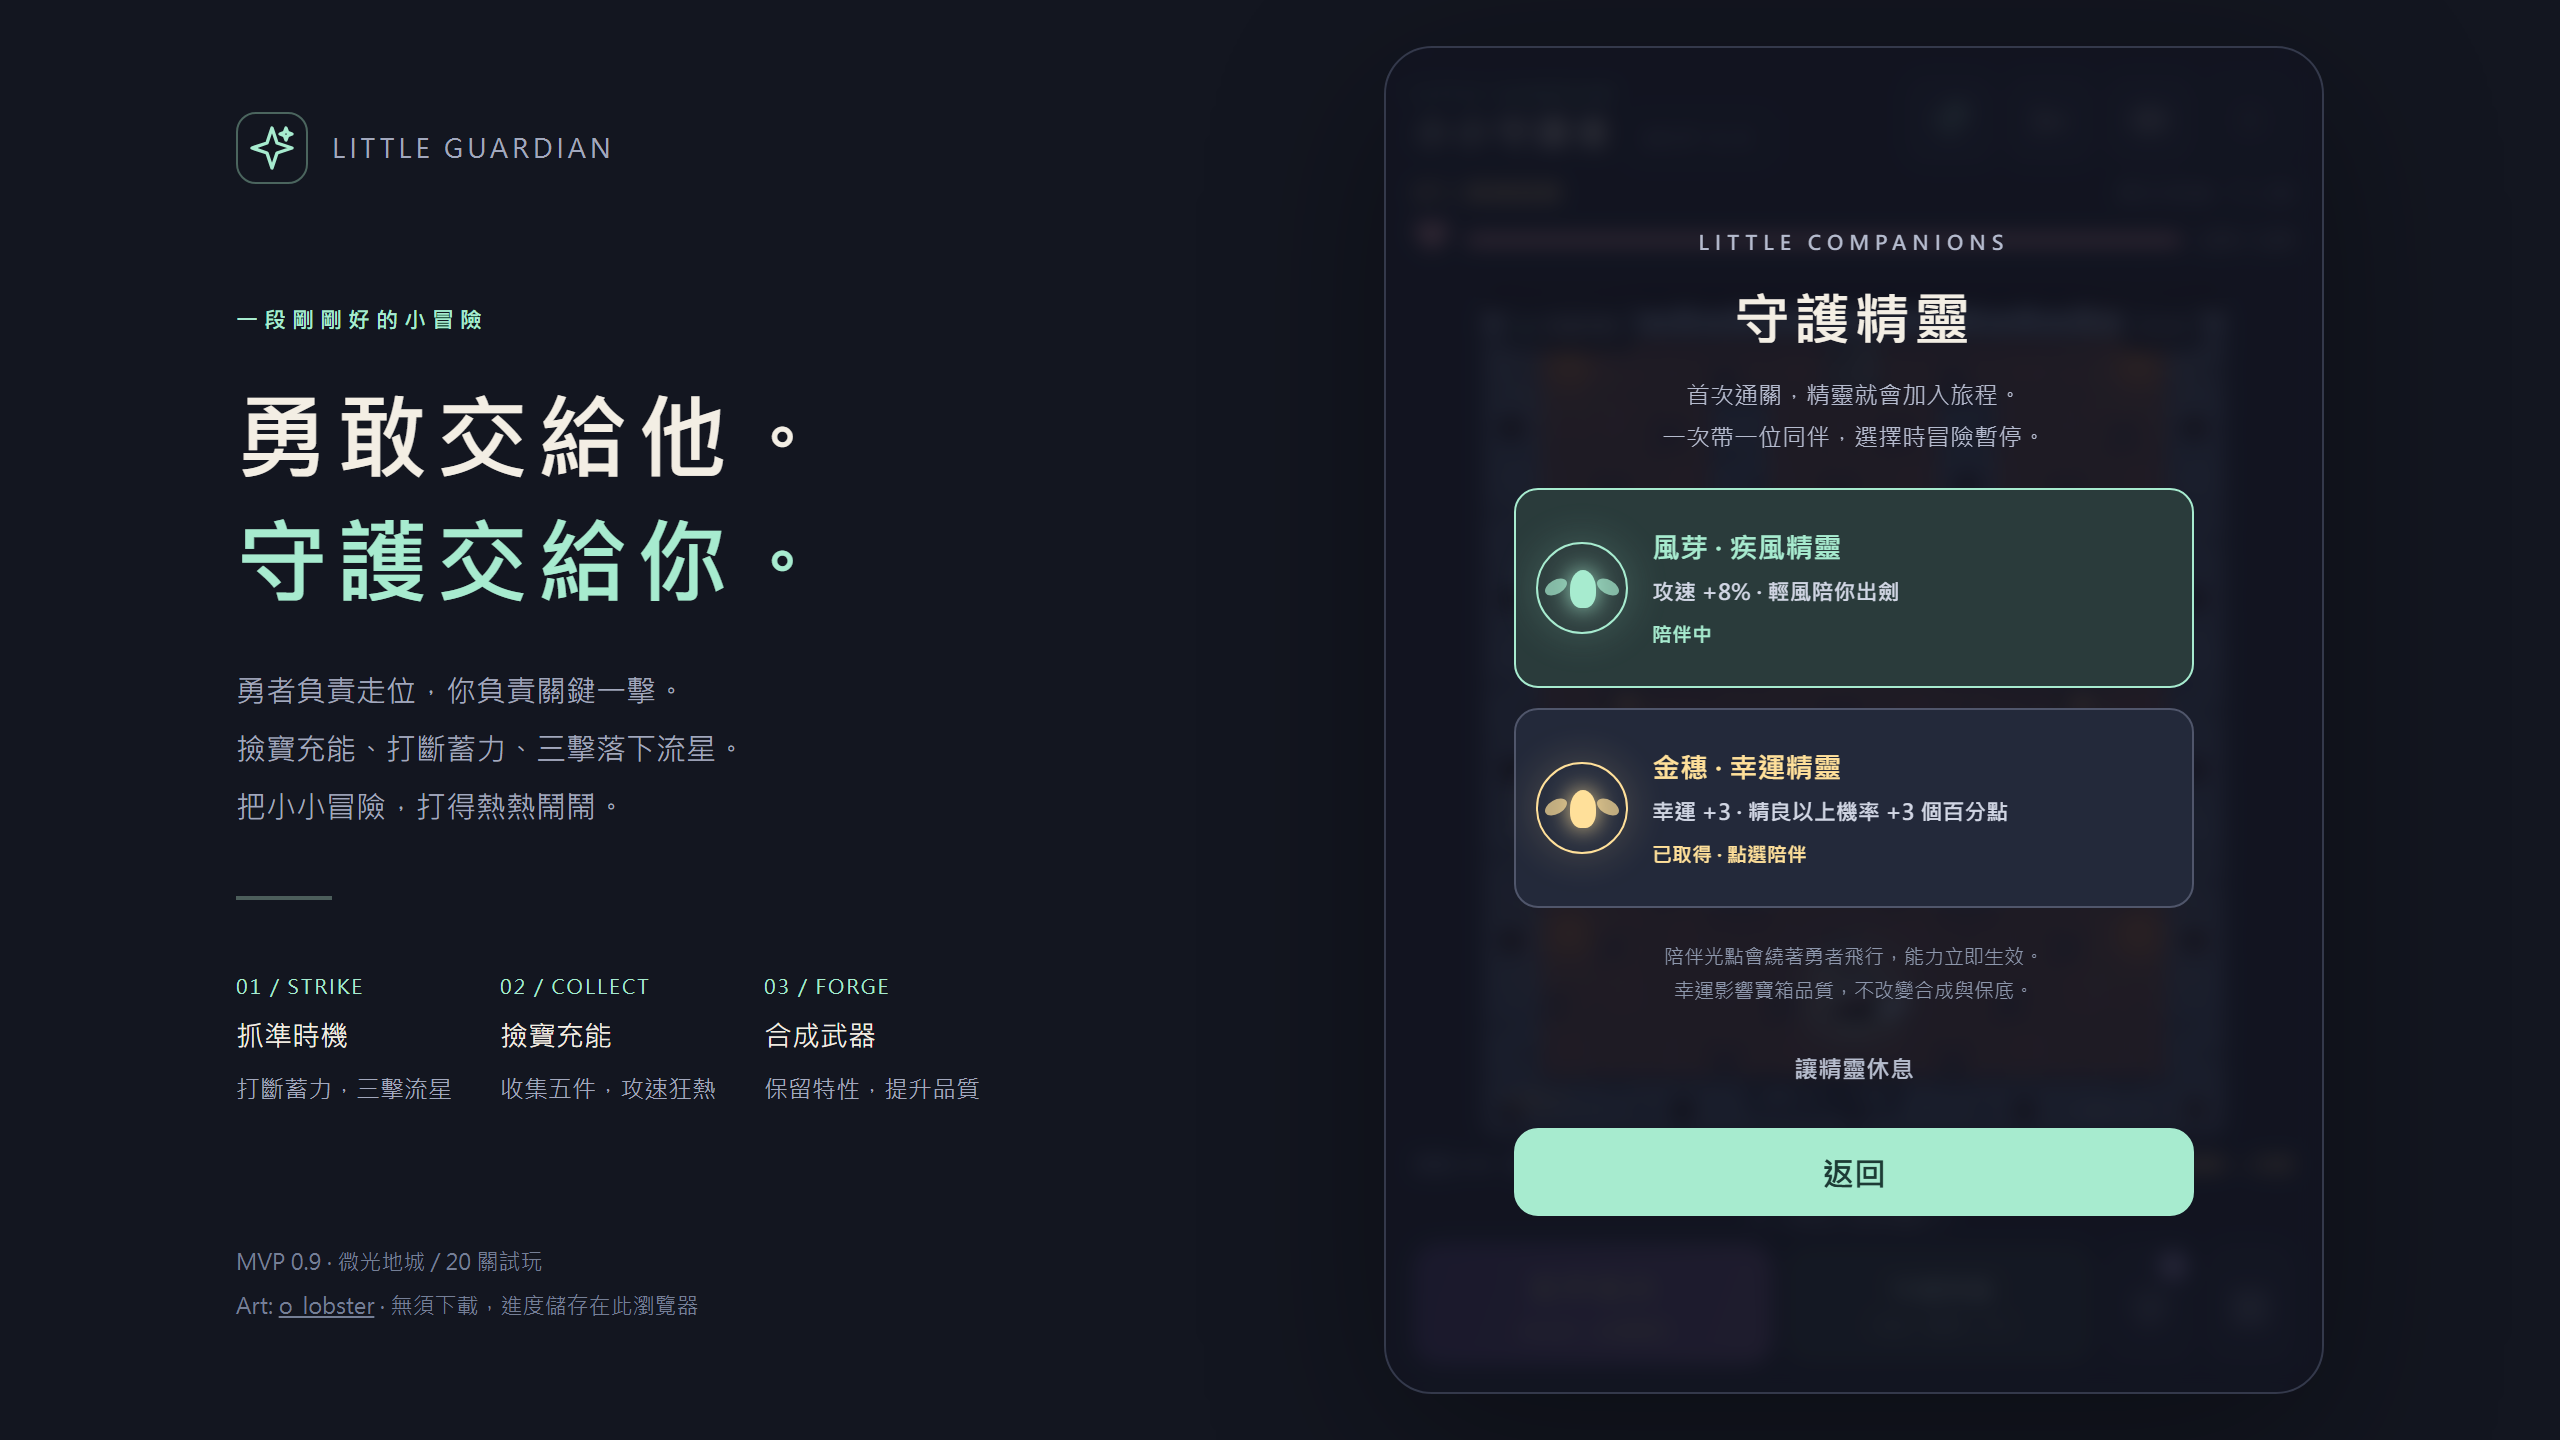 LITTLE GUARDIAN
一段剛剛好的小冒險
勇敢交給他。
守護交給你。
勇者負責走位，你負責關鍵一擊。
撿寶充能、打斷蓄力、三擊落下流星。
把小小冒險，打得熱熱鬧鬧。
01 / STRIKE
抓準時機
打斷蓄力，三擊流星
02 / COLLECT
撿寶充能
收集五件，攻速狂熱
03 / FORGE
合成武器
保留特性，提升品質
MVP 0.9 · 微光地城 / 20 關試玩
Art: o_lobster · 無須下載，進度儲存在此瀏覽器
LITTLE COMPANIONS
守護精靈
首次通關，精靈就會加入旅程。
一次帶一位同伴，選擇時冒險暫停。
風芽 · 疾風精靈
攻速 +8% · 輕風陪你出劍
陪伴中
金穗 · 幸運精靈
幸運 +3 · 精良以上機率 +3 個百分點
已取得 · 點選陪伴
陪伴光點會繞著勇者飛行，能力立即生效。
幸運影響寶箱品質，不改變合成與保底。
讓精靈休息
返回